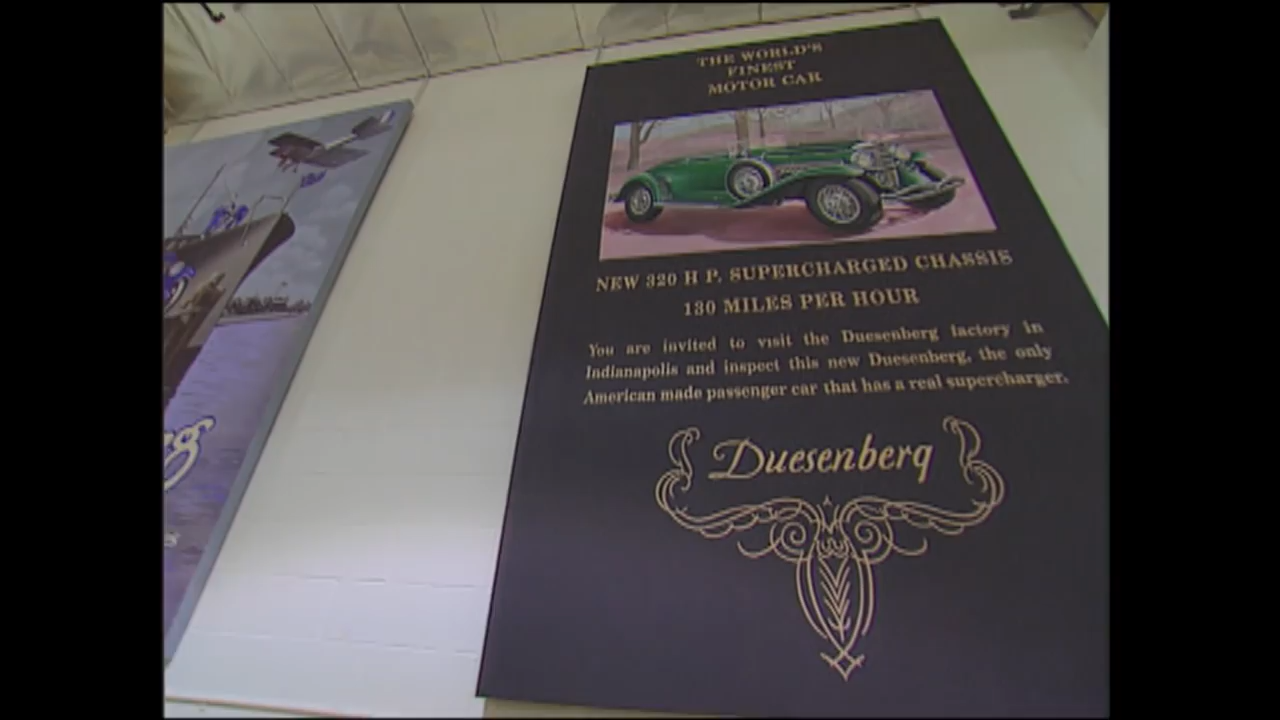 THE WORLD'S
FINEST
MOTOR CAR
NEW 320 H P. SUPERCHARGED CHASSIS
130 MILES PER HOUR
You are invited to visit the Duesenberg factory in
Indianapolis and inspect this new Duesenberg, the only
American made passenger car that has a real supercharger.
Duesenberg